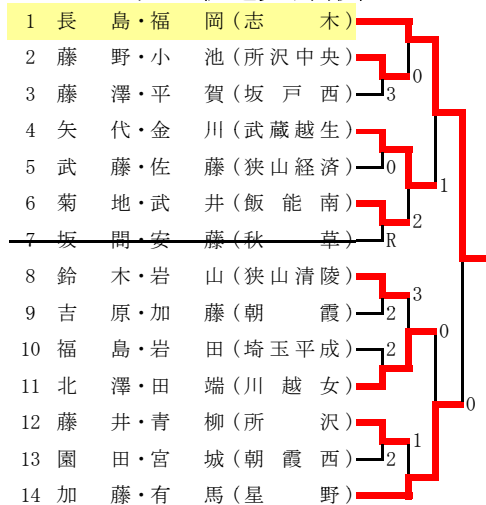 1 長島・福岡(志木)
2 藤野・小池(所沢中央)
0
3 藤澤・平賀(坂戸西)
3
4 矢代・金川(武蔵越生)
5 武藤・佐藤(狭山経済)
0
1
6 菊地・武井(飯能南)
2
7 坂間・安藤(秋草)
R
8 鈴木・岩山(狭山清陵)
3
9 吉原・加藤(朝霞)
2
0
10 福島・岩田(埼玉平成)
2
11 北澤・田端(川越女)
0
12 藤井・青柳(所沢)
1
13 園田・宮城(朝霞西)
2
14 加藤・有馬(星野)